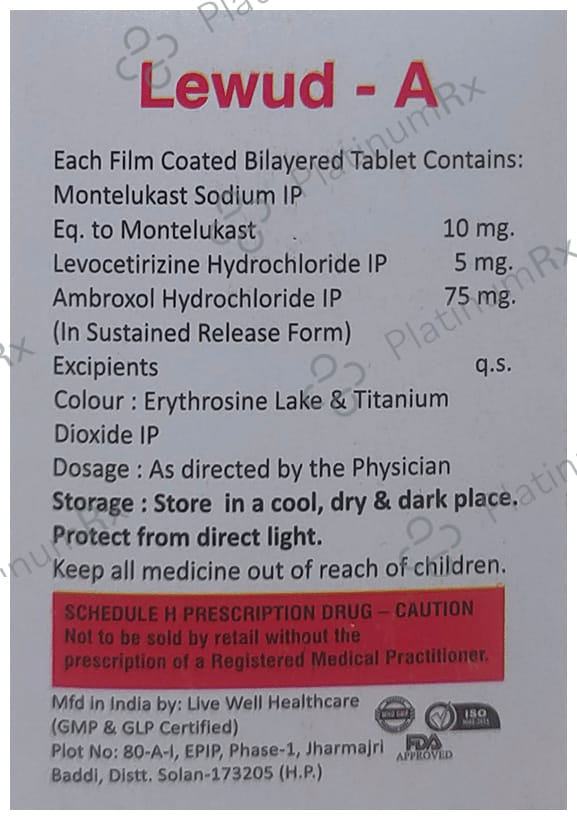 Lewud - A
Each Film Coated Bilayered Tablet Contains:
Montelukast Sodium IP
Eq. to Montelukast 10 mg.
Levocetirizine Hydrochloride IP 5 mg.
Ambroxol Hydrochloride IP 75 mg.
(In Sustained Release Form)
Excipients q.s.
Colour : Erythrosine Lake & Titanium
Dioxide IP
Dosage : As directed by the Physician
Storage : Store in a cool, dry & dark place.
Protect from direct light.
Keep all medicine out of reach of children.
SCHEDULE H PRESCRIPTION DRUG – CAUTION
Not to be sold by retail without the
prescription of a Registered Medical Practitioner.
Mfd in India by: Live Well Healthcare
(GMP & GLP Certified)
Plot No: 80-A-I, EPIP, Phase-1, Jharmajri
Baddi, Distt. Solan-173205 (H.P.)
ISO
FDA
APPROVED
PlatinumRx
PlatinumRx